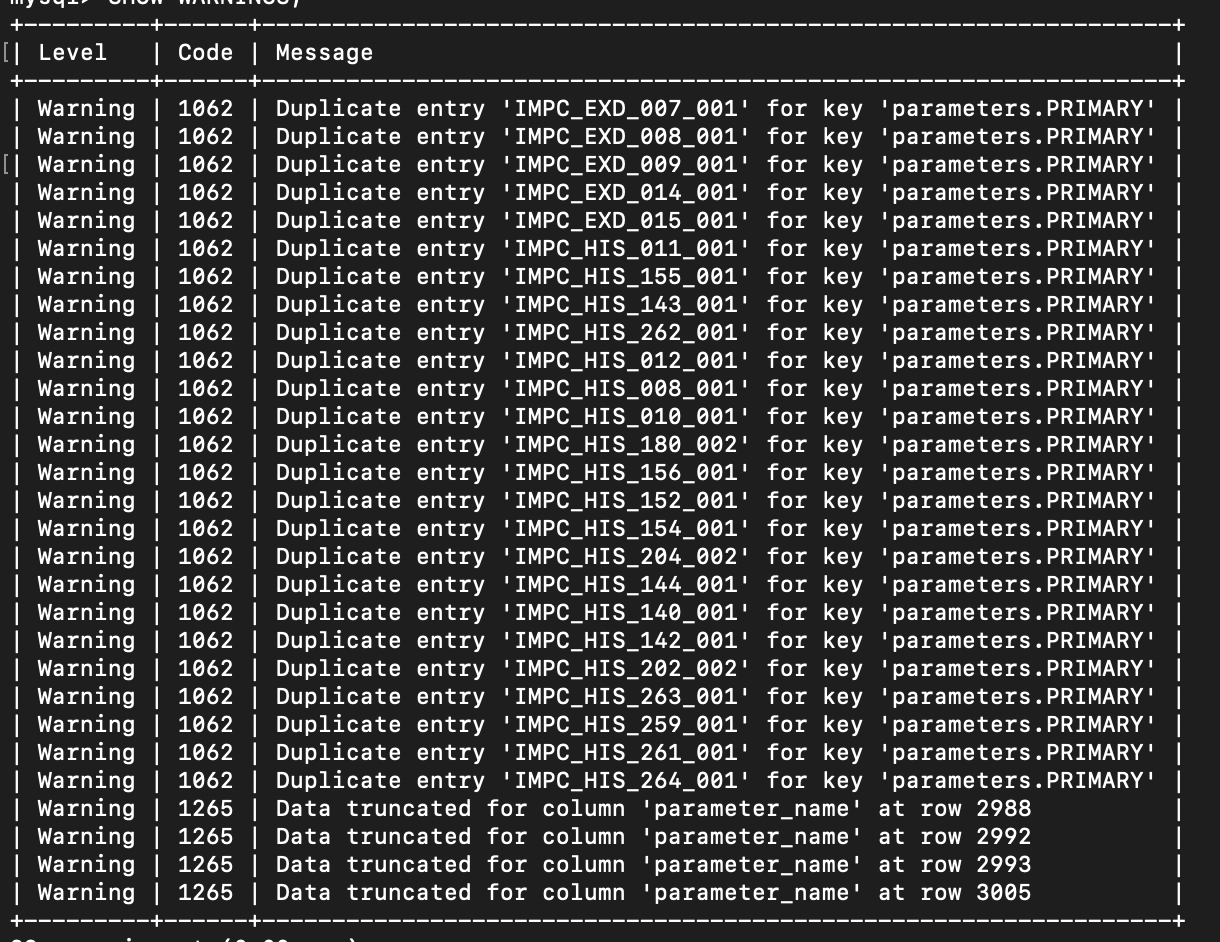 mysql> SHOW WARNINGS;
+---------+------+-----------------------------------------------------------------+
| Level   | Code | Message                                                         |
+---------+------+-----------------------------------------------------------------+
| Warning | 1062 | Duplicate entry 'IMPC_EXD_007_001' for key 'parameters.PRIMARY' |
| Warning | 1062 | Duplicate entry 'IMPC_EXD_008_001' for key 'parameters.PRIMARY' |
| Warning | 1062 | Duplicate entry 'IMPC_EXD_009_001' for key 'parameters.PRIMARY' |
| Warning | 1062 | Duplicate entry 'IMPC_EXD_014_001' for key 'parameters.PRIMARY' |
| Warning | 1062 | Duplicate entry 'IMPC_EXD_015_001' for key 'parameters.PRIMARY' |
| Warning | 1062 | Duplicate entry 'IMPC_HIS_011_001' for key 'parameters.PRIMARY' |
| Warning | 1062 | Duplicate entry 'IMPC_HIS_155_001' for key 'parameters.PRIMARY' |
| Warning | 1062 | Duplicate entry 'IMPC_HIS_143_001' for key 'parameters.PRIMARY' |
| Warning | 1062 | Duplicate entry 'IMPC_HIS_262_001' for key 'parameters.PRIMARY' |
| Warning | 1062 | Duplicate entry 'IMPC_HIS_012_001' for key 'parameters.PRIMARY' |
| Warning | 1062 | Duplicate entry 'IMPC_HIS_008_001' for key 'parameters.PRIMARY' |
| Warning | 1062 | Duplicate entry 'IMPC_HIS_010_001' for key 'parameters.PRIMARY' |
| Warning | 1062 | Duplicate entry 'IMPC_HIS_180_002' for key 'parameters.PRIMARY' |
| Warning | 1062 | Duplicate entry 'IMPC_HIS_156_001' for key 'parameters.PRIMARY' |
| Warning | 1062 | Duplicate entry 'IMPC_HIS_152_001' for key 'parameters.PRIMARY' |
| Warning | 1062 | Duplicate entry 'IMPC_HIS_154_001' for key 'parameters.PRIMARY' |
| Warning | 1062 | Duplicate entry 'IMPC_HIS_204_002' for key 'parameters.PRIMARY' |
| Warning | 1062 | Duplicate entry 'IMPC_HIS_144_001' for key 'parameters.PRIMARY' |
| Warning | 1062 | Duplicate entry 'IMPC_HIS_140_001' for key 'parameters.PRIMARY' |
| Warning | 1062 | Duplicate entry 'IMPC_HIS_142_001' for key 'parameters.PRIMARY' |
| Warning | 1062 | Duplicate entry 'IMPC_HIS_202_002' for key 'parameters.PRIMARY' |
| Warning | 1062 | Duplicate entry 'IMPC_HIS_263_001' for key 'parameters.PRIMARY' |
| Warning | 1062 | Duplicate entry 'IMPC_HIS_259_001' for key 'parameters.PRIMARY' |
| Warning | 1062 | Duplicate entry 'IMPC_HIS_261_001' for key 'parameters.PRIMARY' |
| Warning | 1062 | Duplicate entry 'IMPC_HIS_264_001' for key 'parameters.PRIMARY' |
| Warning | 1265 | Data truncated for column 'parameter_name' at row 2988          |
| Warning | 1265 | Data truncated for column 'parameter_name' at row 2992          |
| Warning | 1265 | Data truncated for column 'parameter_name' at row 2993          |
| Warning | 1265 | Data truncated for column 'parameter_name' at row 3005          |
+---------+------+-----------------------------------------------------------------+